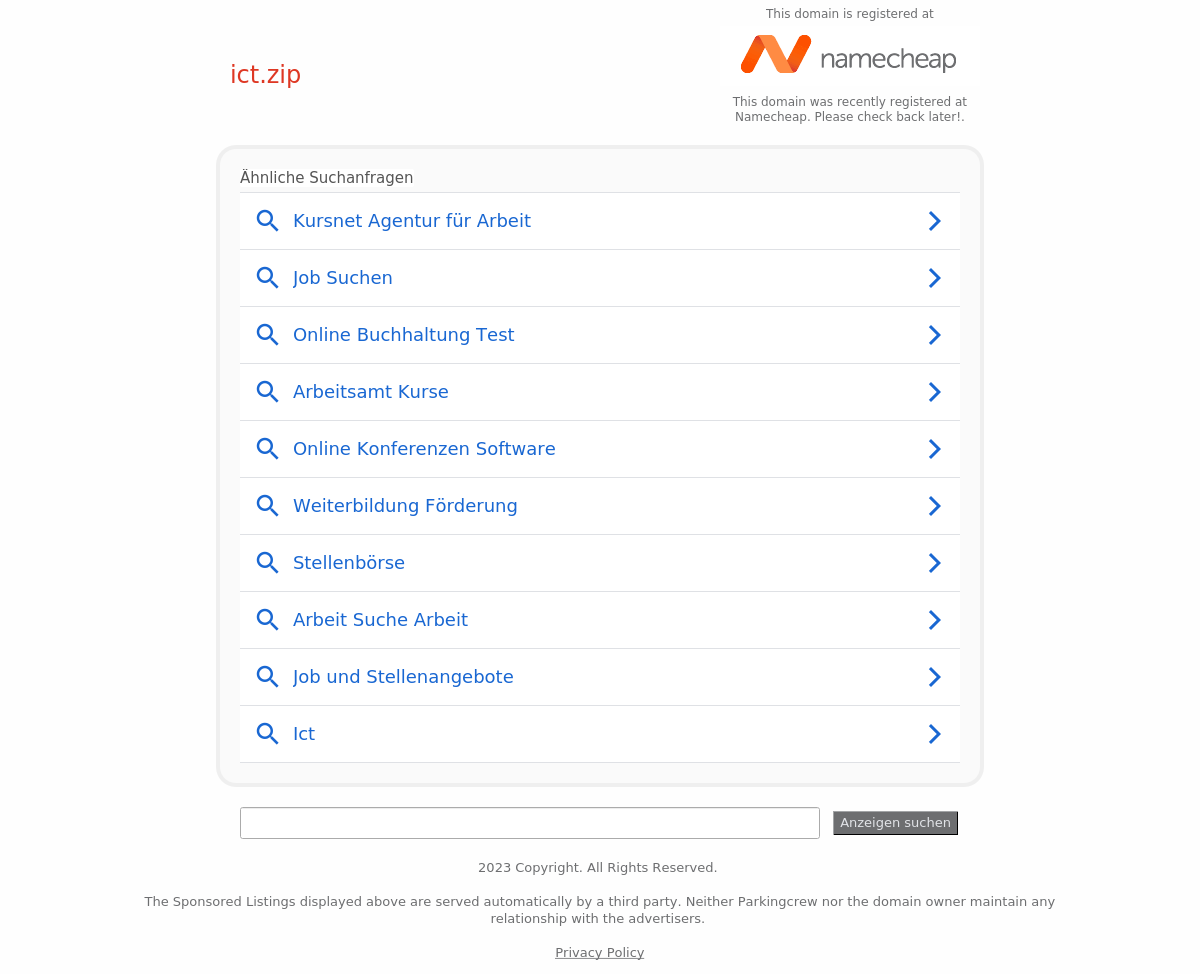 This domain is registered at
namecheap
ict.zip
This domain was recently registered at
Namecheap. Please check back later!.
Ähnliche Suchanfragen
Kursnet Agentur für Arbeit
Job Suchen
Online Buchhaltung Test
Arbeitsamt Kurse
Online Konferenzen Software
Weiterbildung Förderung
Stellenbörse
Arbeit Suche Arbeit
Job und Stellenangebote
Ict
Anzeigen suchen
2023 Copyright. All Rights Reserved.
The Sponsored Listings displayed above are served automatically by a third party. Neither Parkingcrew nor the domain owner maintain any
relationship with the advertisers.
Privacy Policy